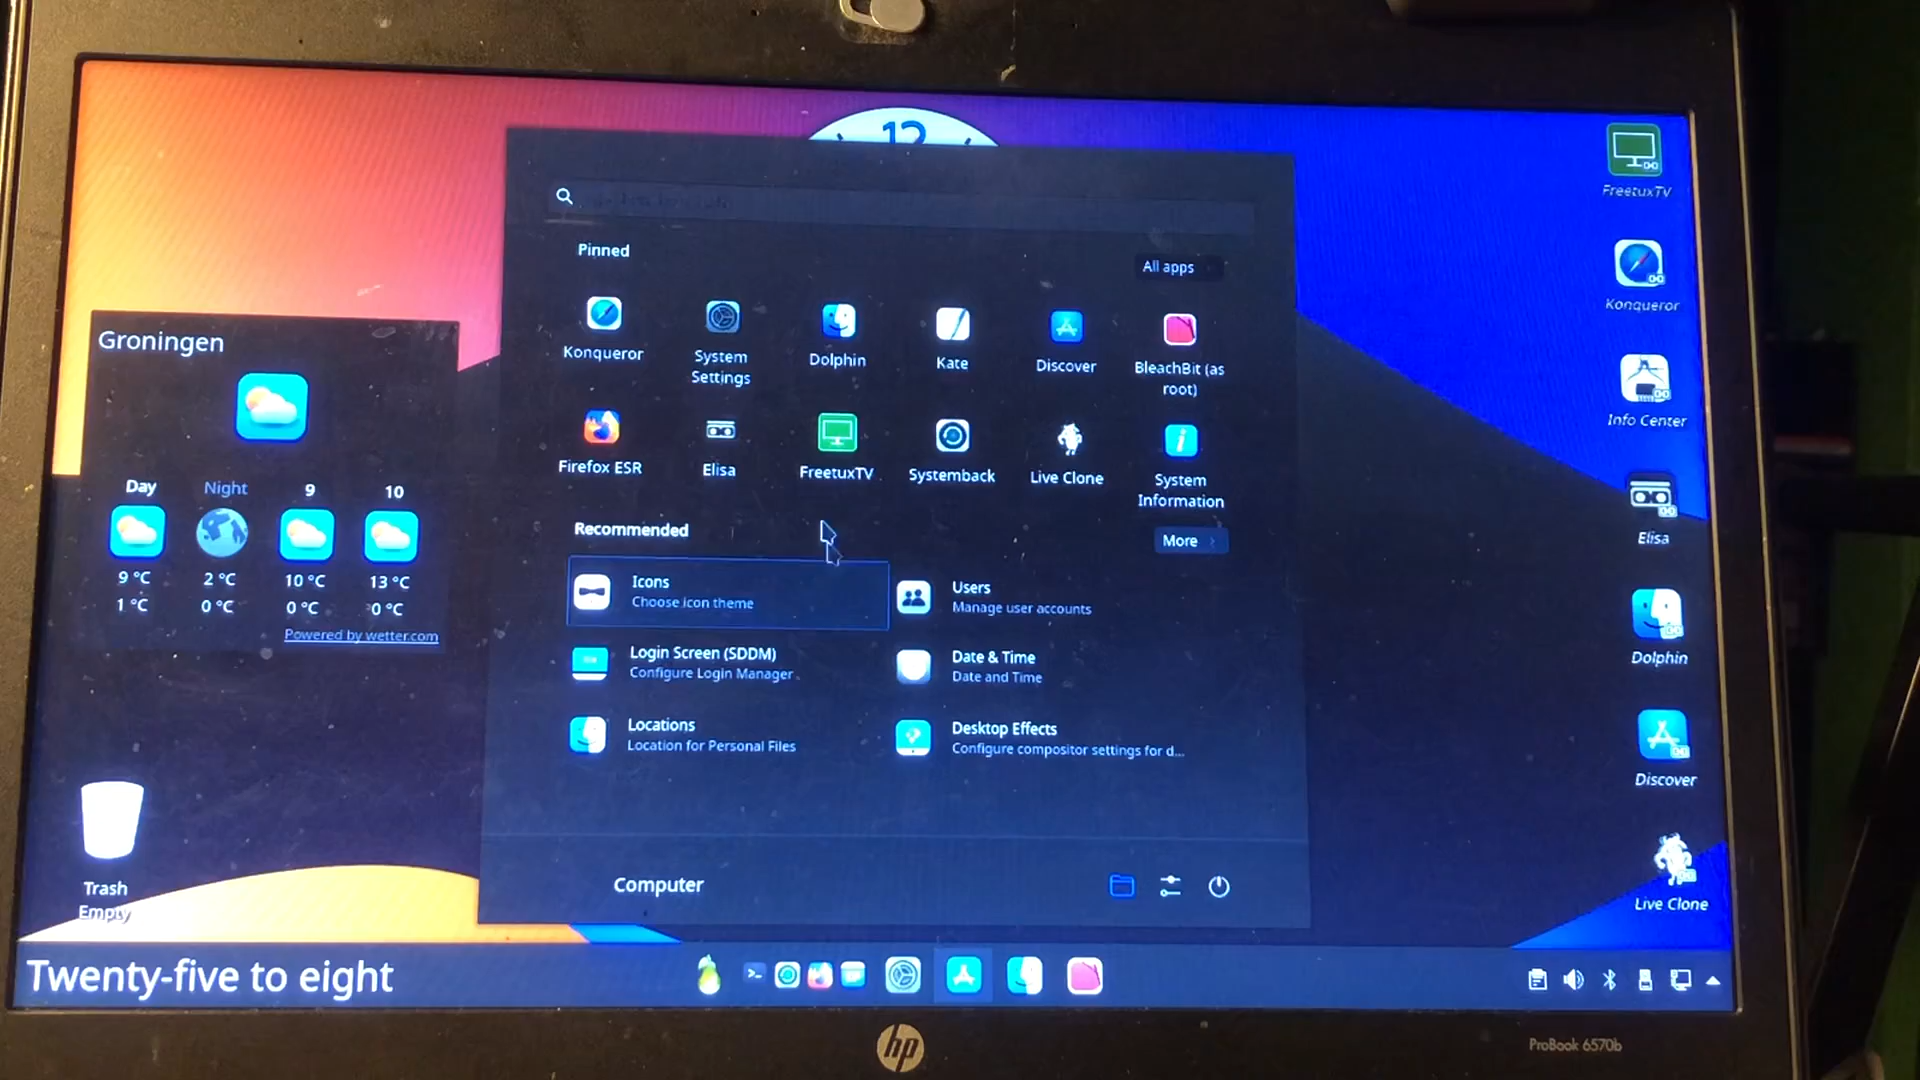 12
FreetuxTV
Konqueror
Info Center
Elisa
Dolphin
Discover
Live Clone
Groningen
Day Night 9 10
9 °C 2 °C 10 °C 13 °C
1 °C 0 °C 0 °C 0 °C
Powered by wetter.com
Trash
Empty
Pinned
All apps
Konqueror
System
Settings
Dolphin
Kate
Discover
BleachBit (as
root)
Firefox ESR
Elisa
FreetuxTV
Systemback
Live Clone
System
Information
Recommended
More
Icons
Choose icon theme
Users
Manage user accounts
Login Screen (SDDM)
Configure Login Manager
Date & Time
Date and Time
Locations
Location for Personal Files
Desktop Effects
Configure compositor settings for d...
Computer
Twenty-five to eight
hp
ProBook 6570b